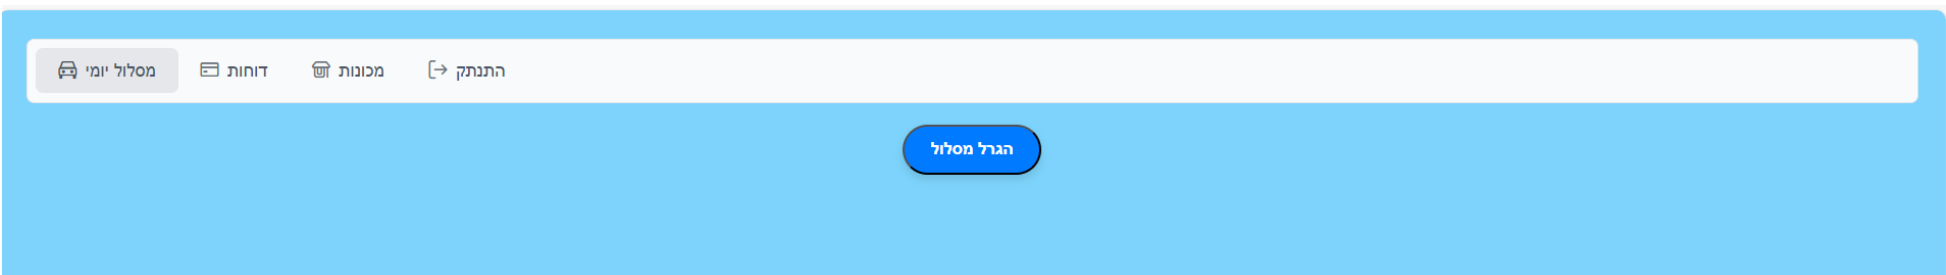 מסלול יומי
דוחות
מכונות
התנתק
הגרל מסלול